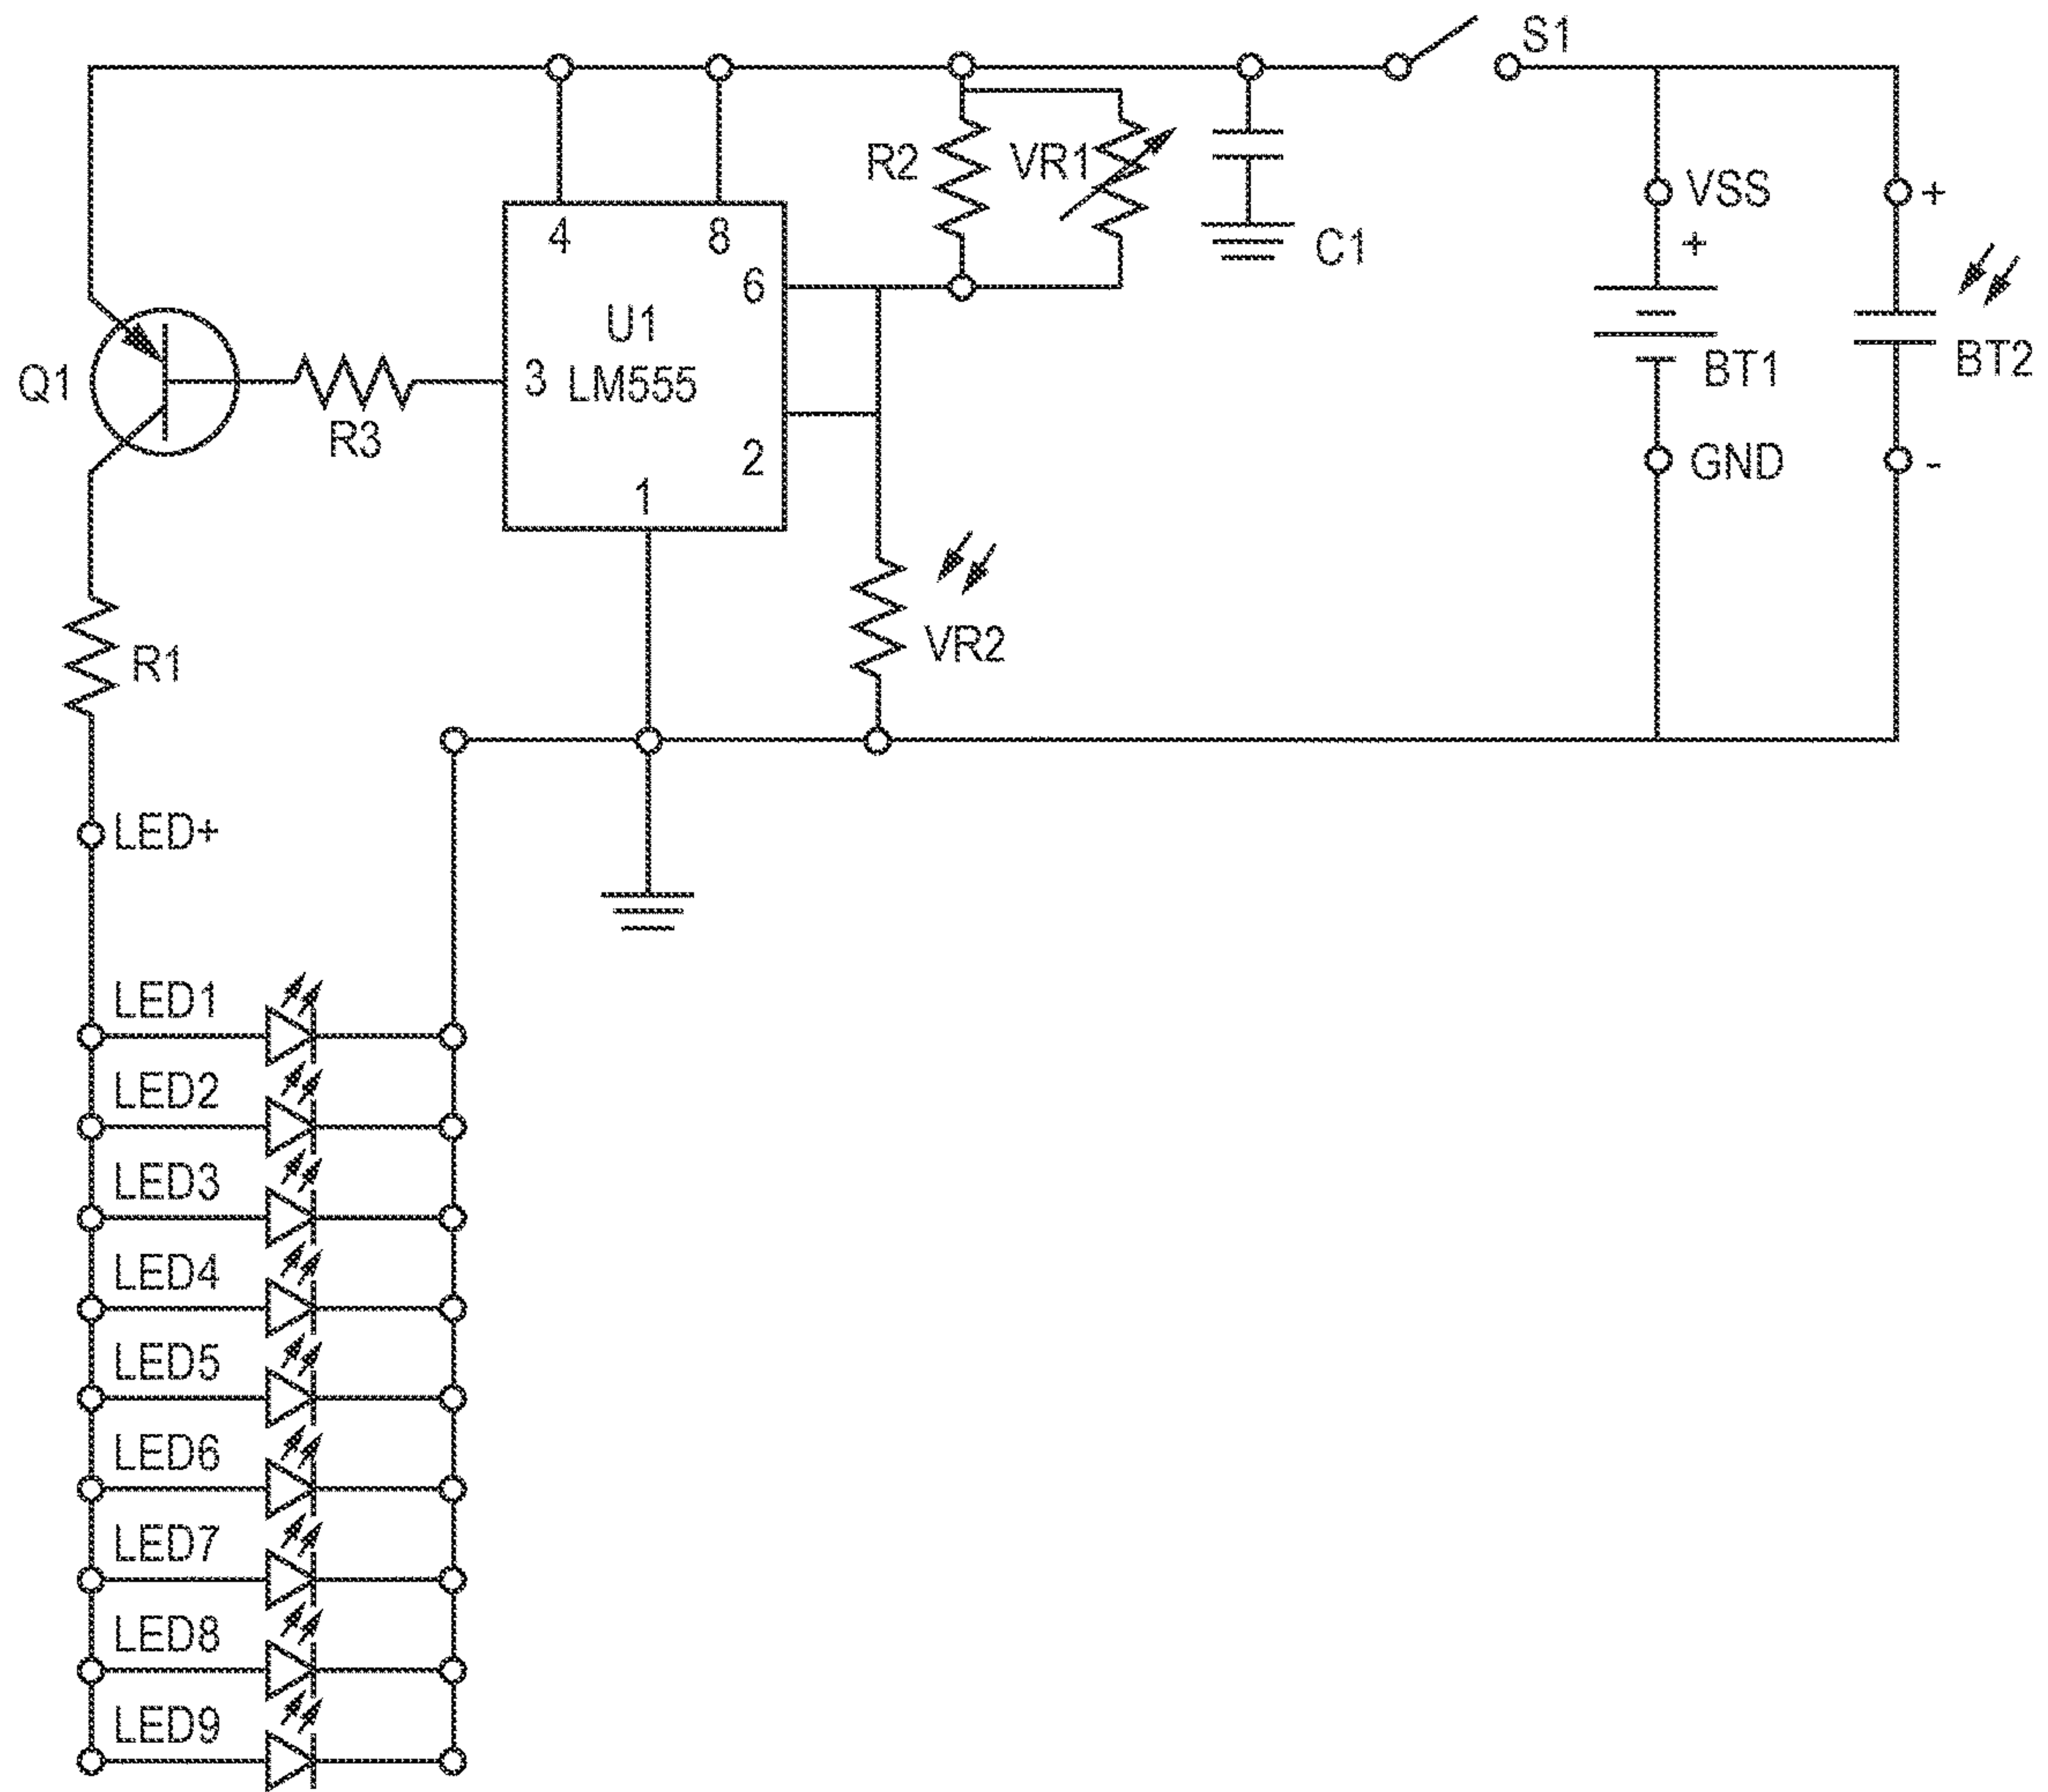 S1
R2 VR1
VSS +
4 8
+
C1
6
U1
Q1 3 LM555
BT1 BT2
R3
2 GND -
1
VR2
R1
LED+
LED1
LED2
LED3
LED4
LED5
LED6
LED7
LED8
LED9